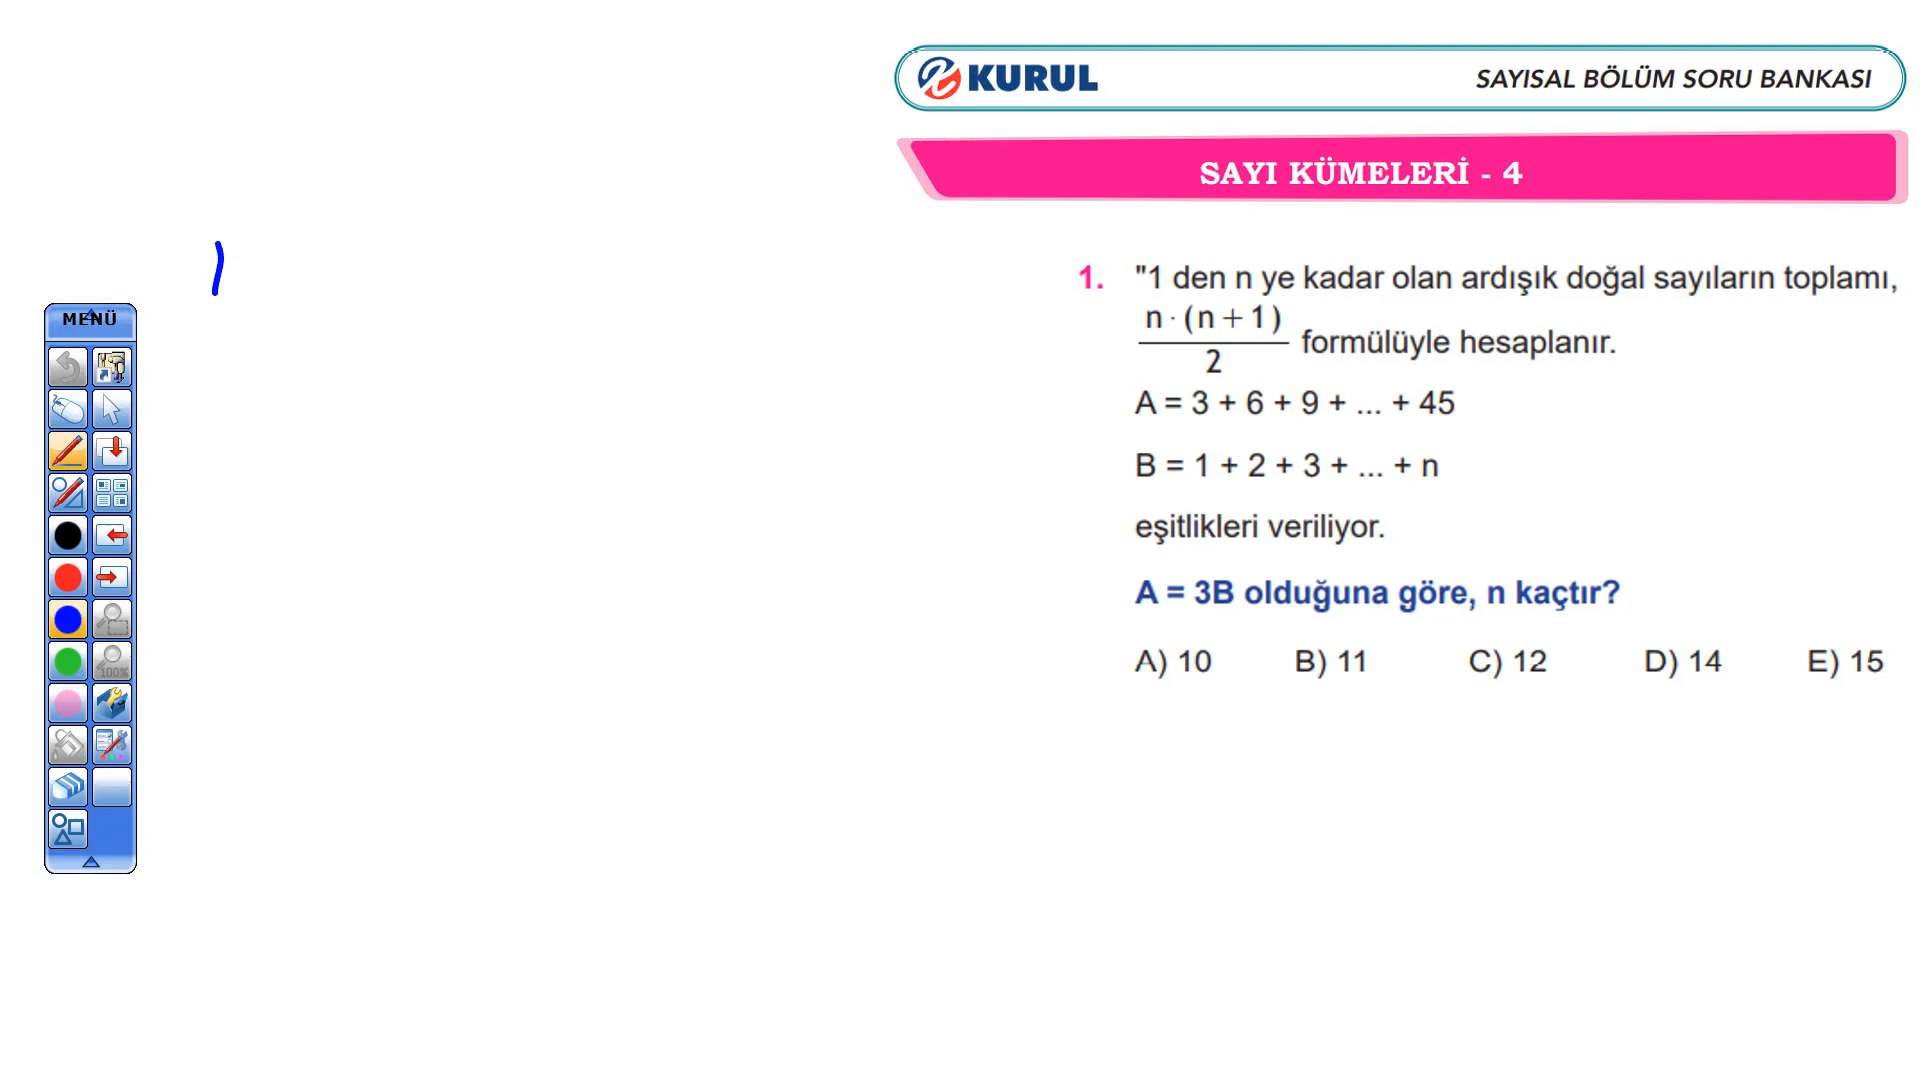 KURUL
SAYISAL BÖLÜM SORU BANKASI
SAYI KÜMELERİ - 4
1. "1 den n ye kadar olan ardışık doğal sayıların toplamı,
n · (n + 1)
2
formülüyle hesaplanır.
A = 3 + 6 + 9 + ... + 45
B = 1 + 2 + 3 + ... + n
eşitlikleri veriliyor.
A = 3B olduğuna göre, n kaçtır?
A) 10 B) 11 C) 12 D) 14 E) 15
MENÜ
100%